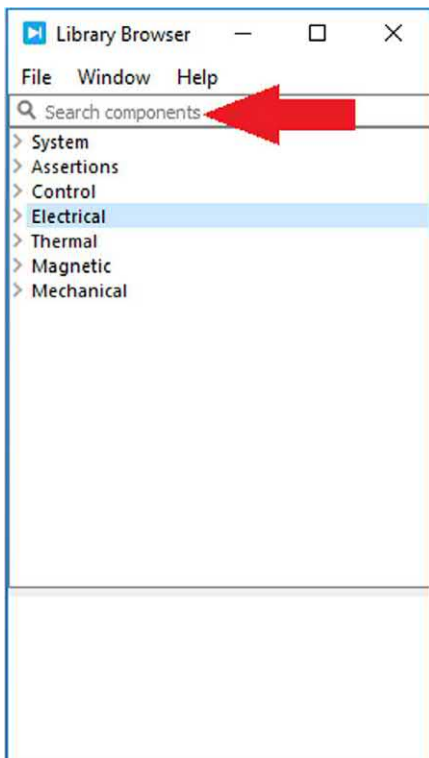 Library Browser
File Window Help
Search components
System
Assertions
Control
Electrical
Thermal
Magnetic
Mechanical